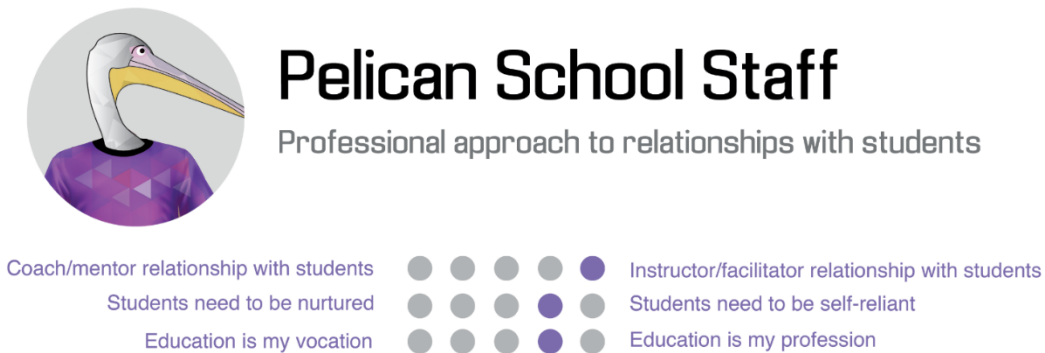 Pelican School Staff
Professional approach to relationships with students
Coach/mentor relationship with students Instructor/facilitator relationship with students
Students need to be nurtured Students need to be self-reliant
Education is my vocation Education is my profession